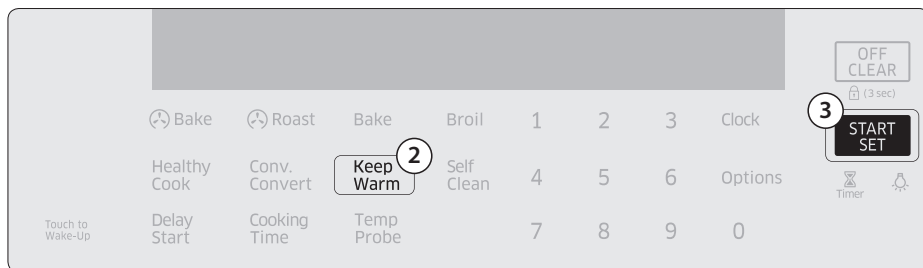 OFF
CLEAR
(3 sec)
Bake Roast Bake Broil 1 2 3 Clock
3
START
SET
Healthy
Cook
Conv.
Convert
Keep
Warm
2
Self
Clean
4 5 6 Options
Timer
Touch to
Wake-Up
Delay
Start
Cooking
Time
Temp
Probe
7 8 9 0